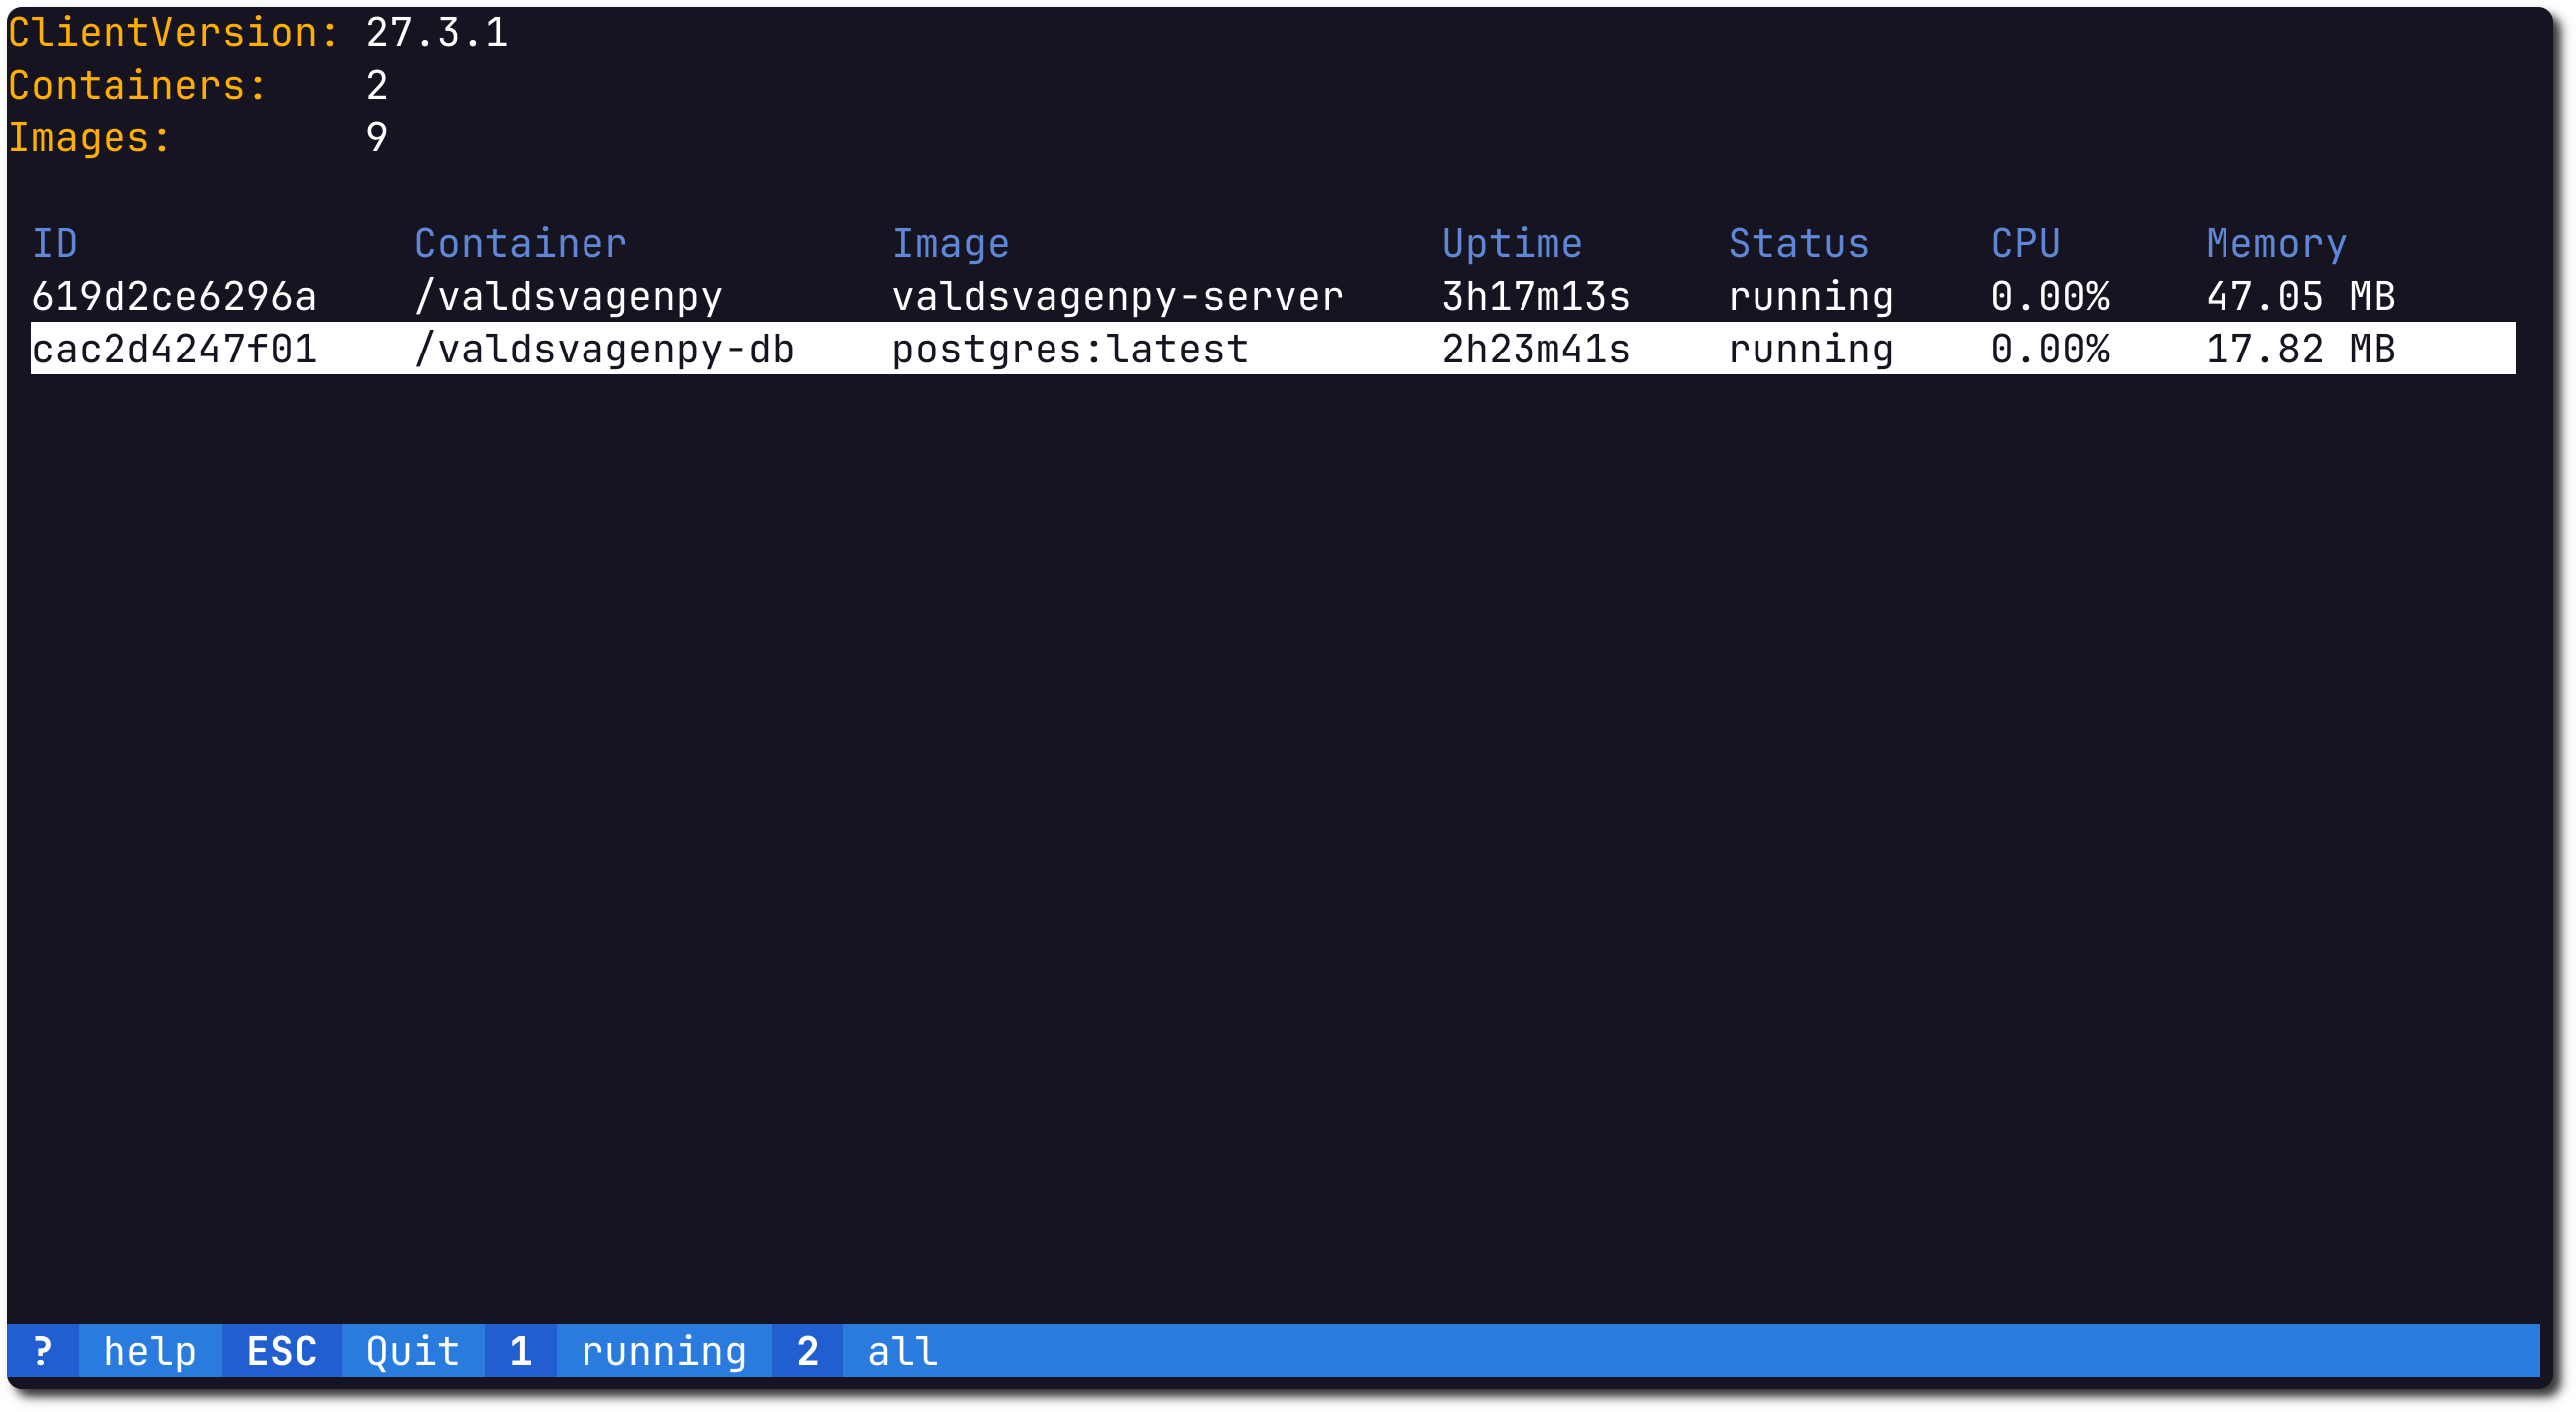 ClientVersion: 27.3.1
Containers: 2
Images: 9
ID Container Image Uptime Status CPU Memory
619d2ce6296a /valdsvagenpy valdsvagenpy-server 3h17m13s running 0.00% 47.05 MB
cac2d4247f01 /valdsvagenpy-db postgres:latest 2h23m41s running 0.00% 17.82 MB
? help ESC Quit 1 running 2 all